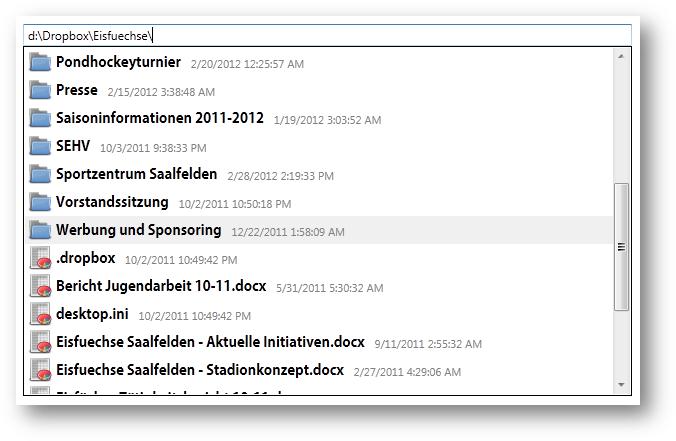 d:\Dropbox\Eisfuechse\
Pondhockeyturnier 2/20/2012 12:25:57 AM
Presse 2/15/2012 3:38:48 AM
Saisoninformationen 2011-2012 1/19/2012 3:03:52 AM
SEHV 10/3/2011 9:38:33 PM
Sportzentrum Saalfelden 2/28/2012 2:19:33 PM
Vorstandssitzung 10/2/2011 10:50:18 PM
Werbung und Sponsoring 12/22/2011 1:58:09 AM
.dropbox 10/2/2011 10:49:42 PM
Bericht Jugendarbeit 10-11.docx 5/31/2011 5:30:32 AM
desktop.ini 10/2/2011 10:49:42 PM
Eisfuechse Saalfelden - Aktuelle Initiativen.docx 9/11/2011 2:55:32 AM
Eisfuechse Saalfelden - Stadionkonzept.docx 2/27/2011 4:29:06 AM